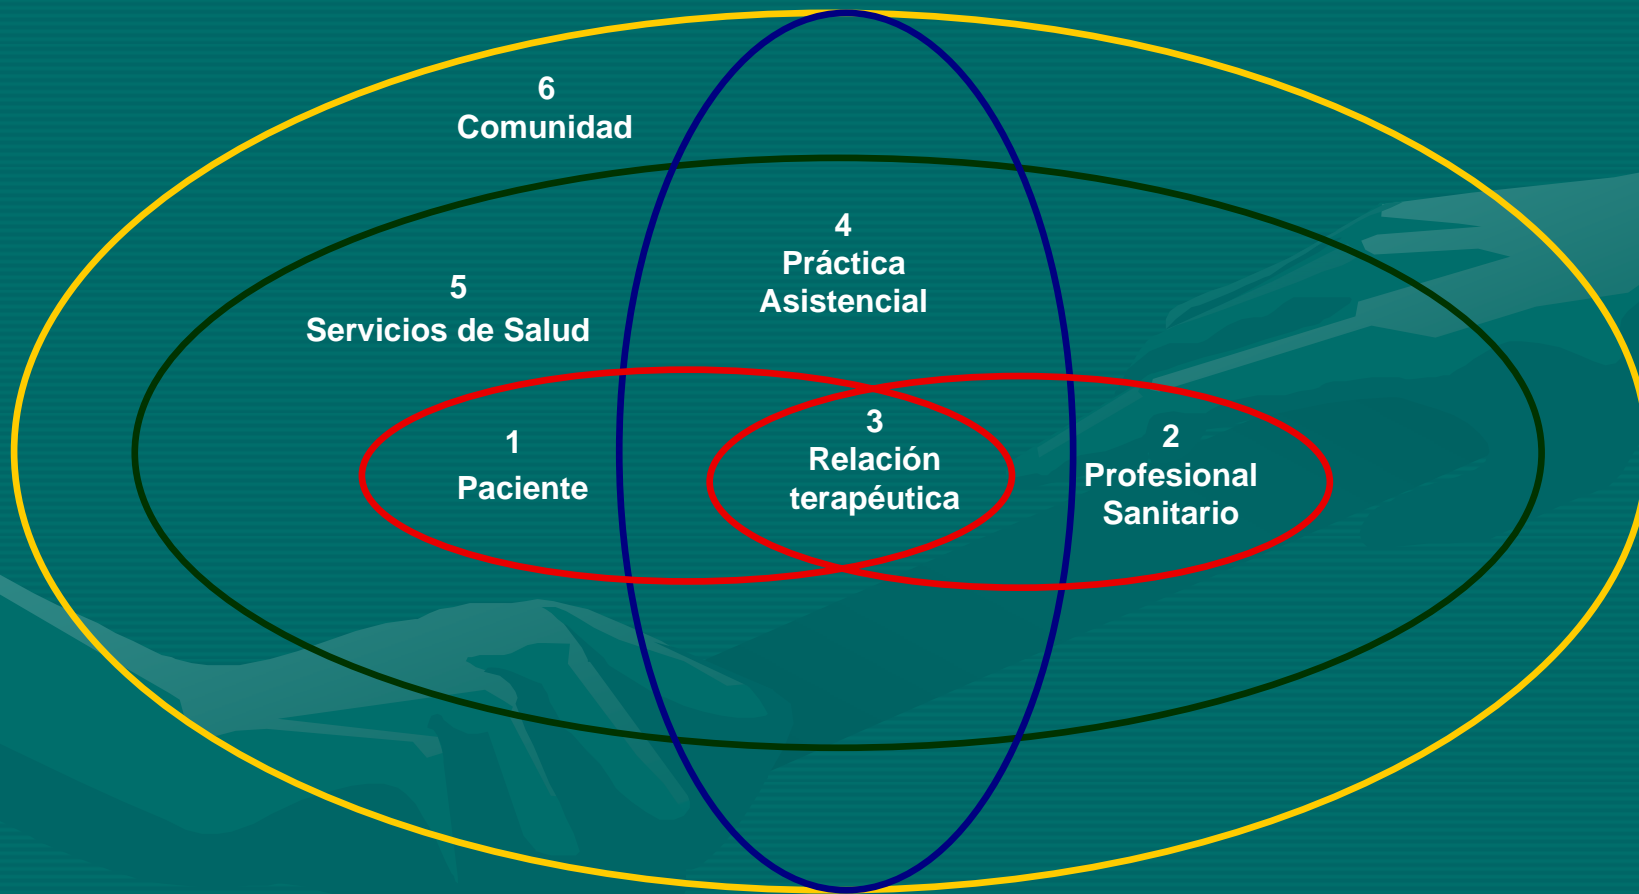 6
Comunidad
4
Práctica
Asistencial
5
Servicios de Salud
1
Paciente
3
Relación
terapéutica
2
Profesional
Sanitario